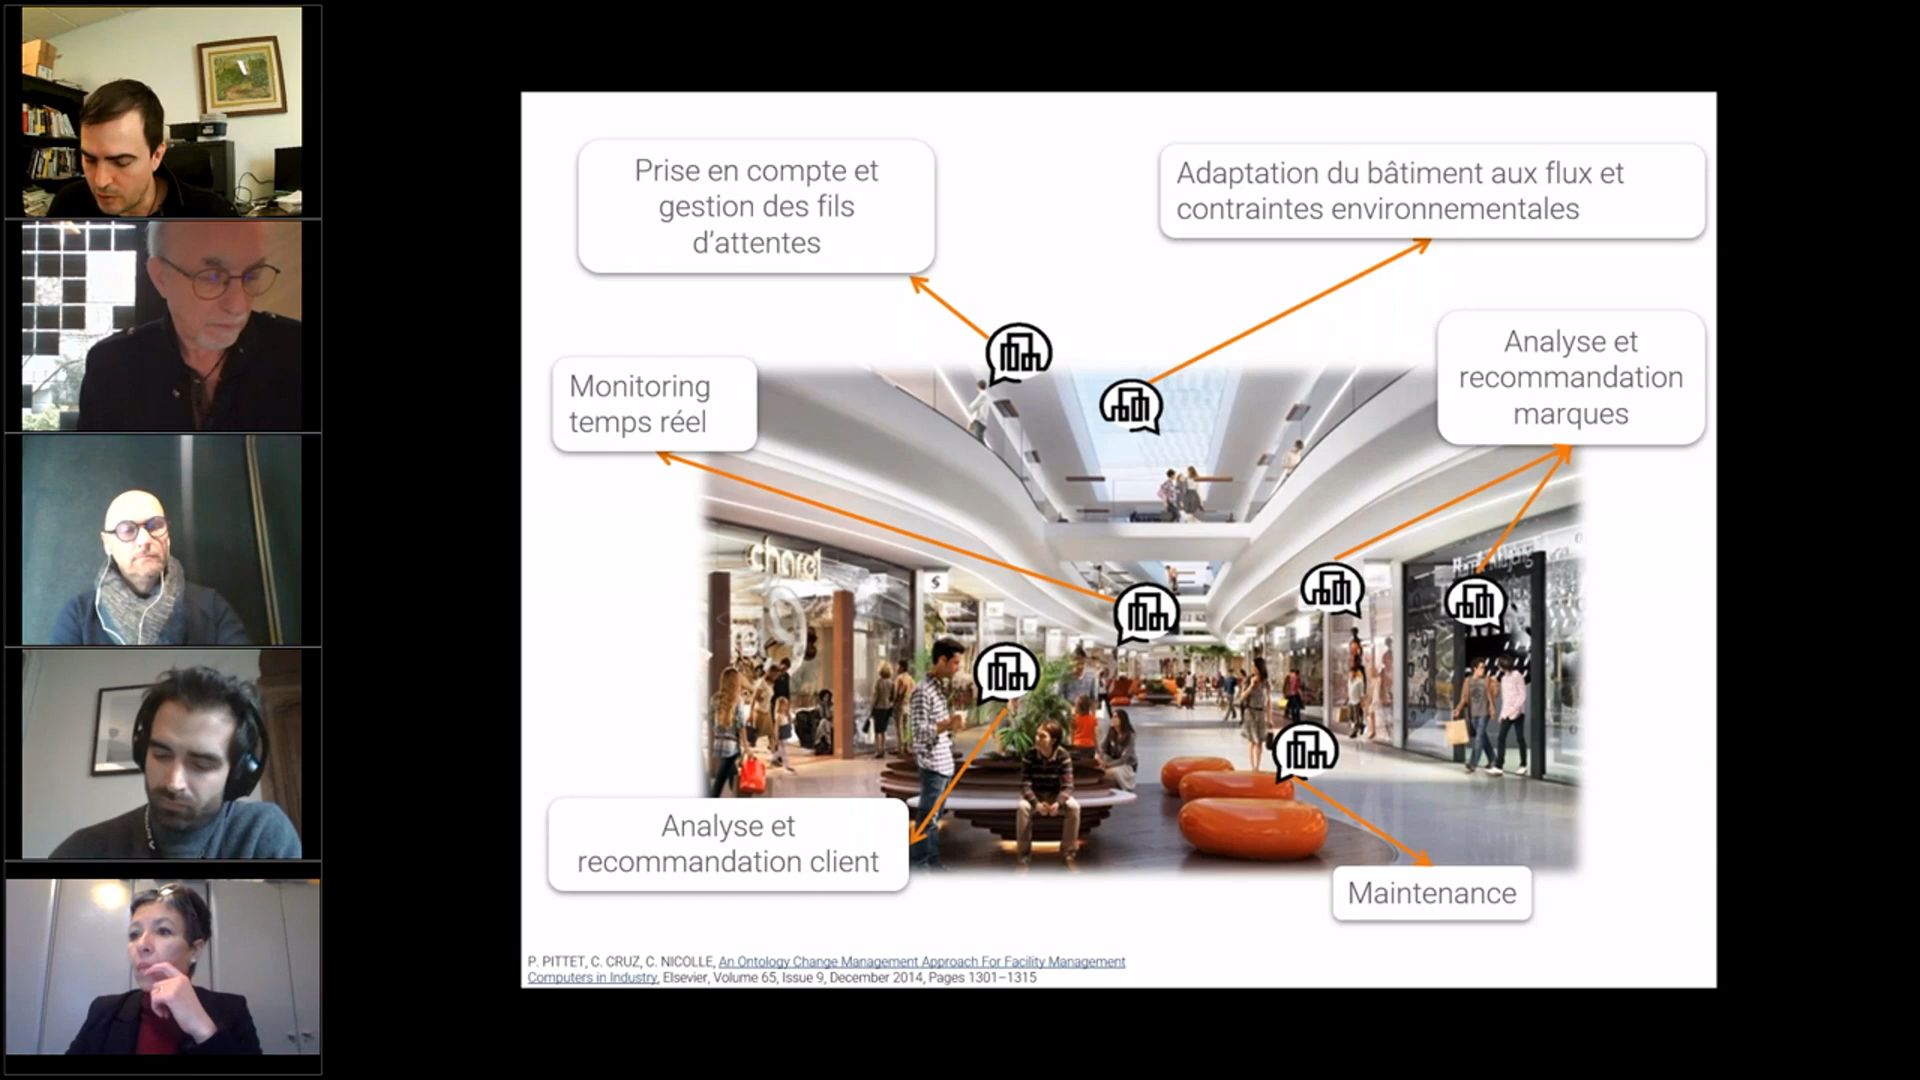 Prise en compte et
gestion des fils
d'attentes
Adaptation du bâtiment aux flux et
contraintes environnementales
Analyse et
recommandation
marques
Monitoring
temps réel
charel
Analyse et
recommandation client
Maintenance
P. PITTET, C. CRUZ, C. NICOLLE, An Ontology Change Management Approach For Facility Management
Computers in Industry, Elsevier, Volume 65, Issue 9, December 2014, Pages 1301–1315